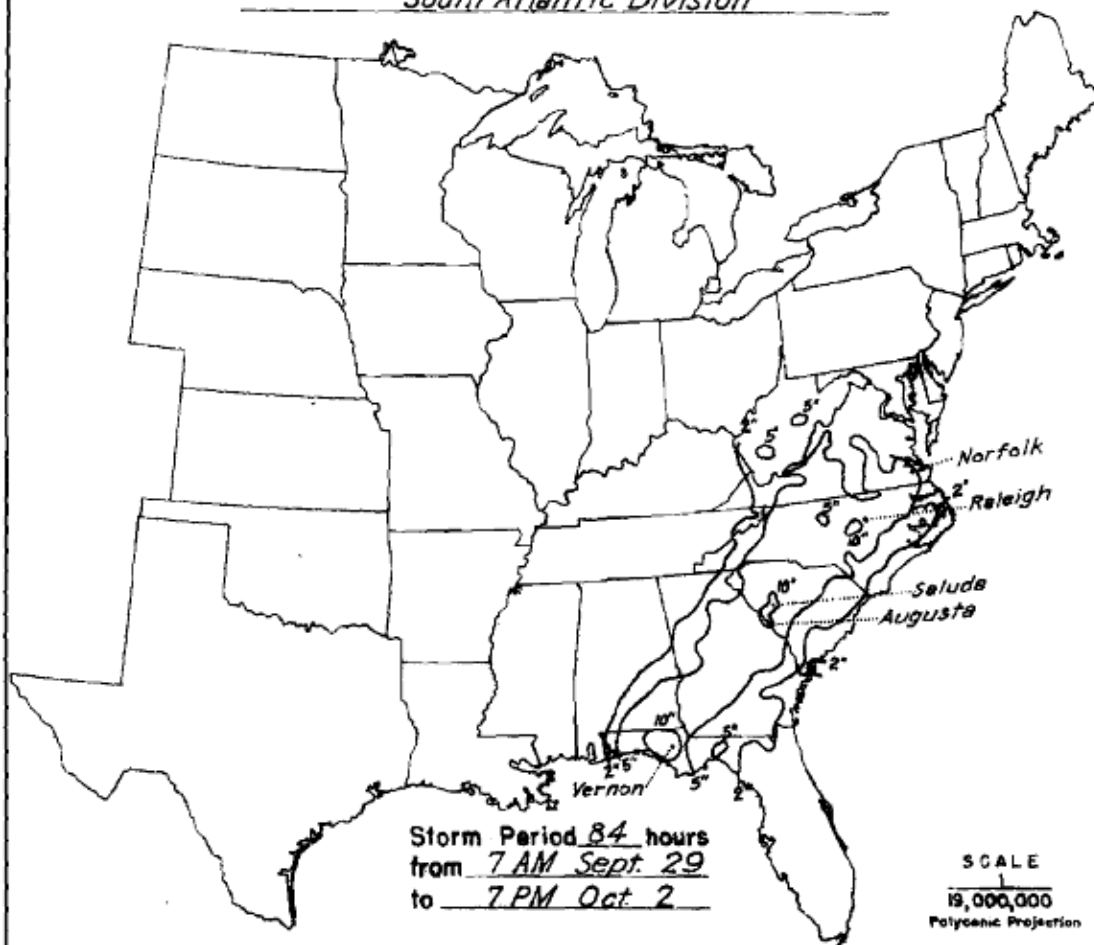 South Atlantic Division
5"
2"
5
Norfolk
2"
Raleigh
5"
10"
10"
Saluda
Augusta
2"
10"
5"
2" 5"
Vernon
5"
2"
Storm Period 84 hours
from 7 AM Sept. 29
to 7 PM Oct. 2
SCALE
1
19,000,000
Polyconic Projection